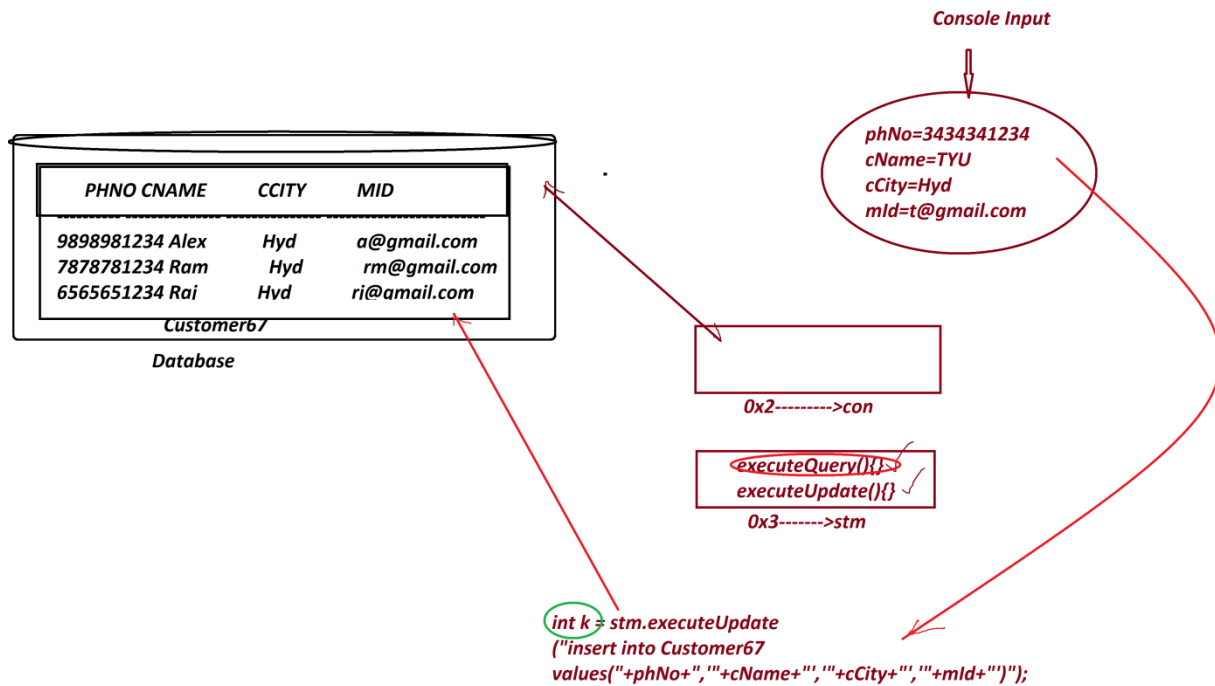 Console Input
phNo=3434341234
cName=TYU
cCity=Hyd
mId=t@gmail.com
PHNO CNAME CCITY MID
9898981234 Alex Hyd a@gmail.com
7878781234 Ram Hyd rm@gmail.com
6565651234 Raj Hyd rj@gmail.com
Customer67
Database
0x2--------->con
executeQuery(){}
executeUpdate(){}
0x3------->stm
int k = stm.executeUpdate
("insert into Customer67
values("+phNo+",'"+cName+"','"+cCity+"','"+mId+"')");